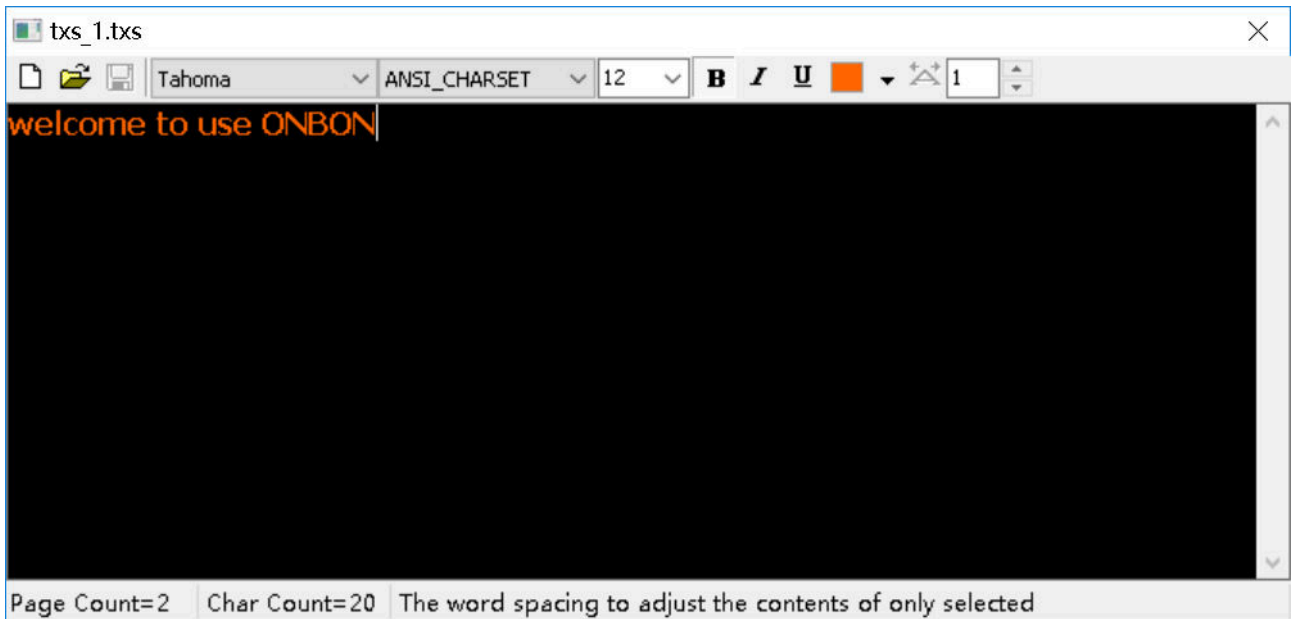 txs_1.txs
Tahoma ANSI_CHARSET 12 B I U 1
welcome to use ONBON
Page Count=2 Char Count=20 The word spacing to adjust the contents of only selected